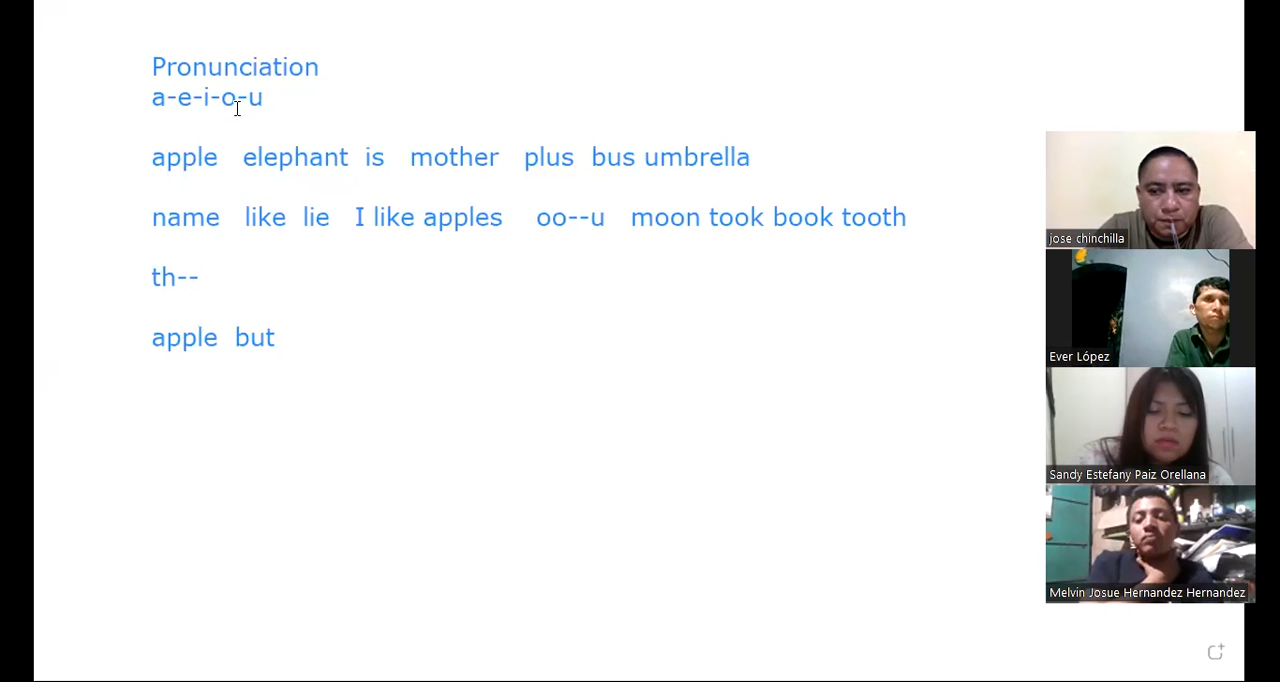 Pronunciation
a-e-i-o-u
apple elephant is mother plus bus umbrella
name like lie I like apples oo--u moon took book tooth
th--
apple but
jose chinchilla
Ever López
Sandy Estefany Paiz Orellana
Melvin Josue Hernandez Hernandez